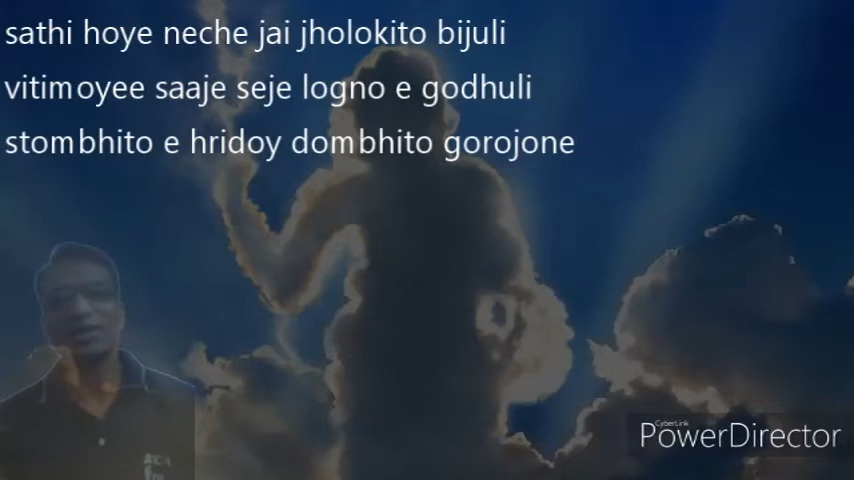 sathi hoye neche jai jholokito bijuli
vitimoyee saaje seje logno e godhuli
stombhito e hridoy dombhito gorojone
CyberLink
PowerDirector